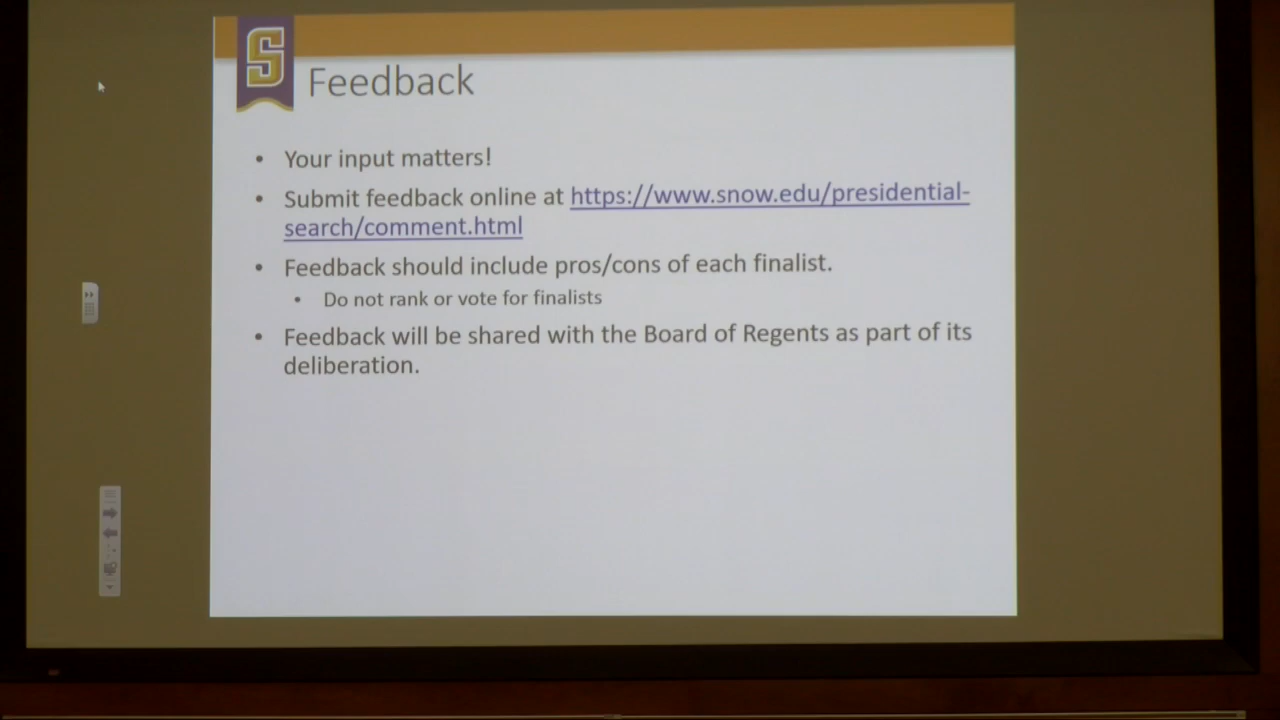 S
Feedback
• Your input matters!
• Submit feedback online at https://www.snow.edu/presidential-
search/comment.html
• Feedback should include pros/cons of each finalist.
• Do not rank or vote for finalists
• Feedback will be shared with the Board of Regents as part of its
deliberation.